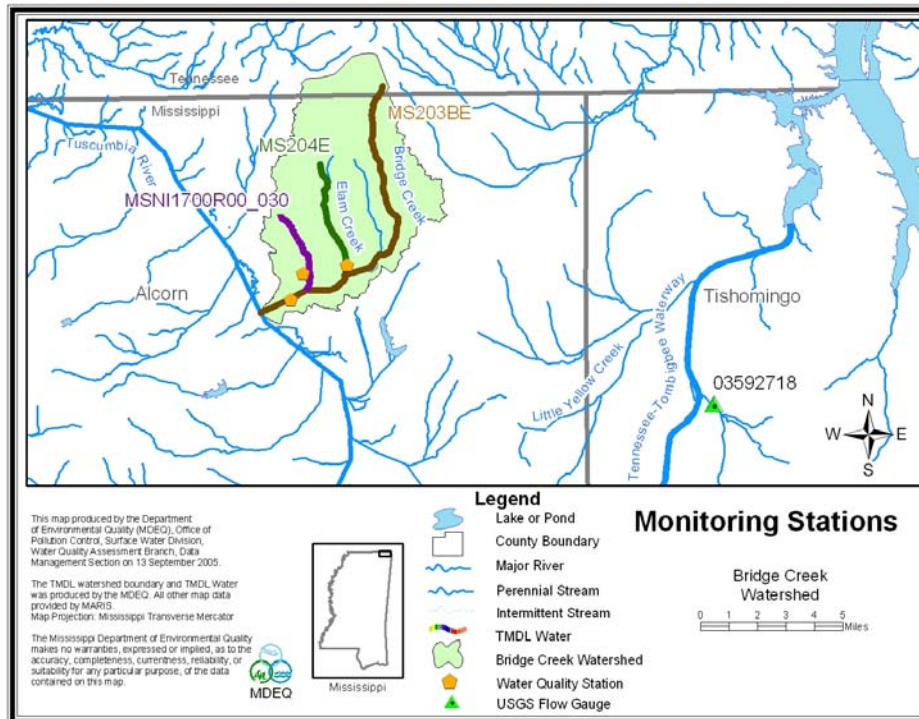 Tennessee
Mississippi
MS203BE
Tuscumbia
River
MS204E
Bridge Creek
Elam Creek
MSNI1700R00_030
Alcorn
Tishomingo
Tennessee-Tombigbee Waterway
Little Yellow Creek
03592718
N
W E
S
This map produced by the Department
of Environmental Quality (MDEQ), Office of
Pollution Control, Surface Water Division,
Water Quality Assessment Branch, Data
Management Section on 13 September 2005.
The TMDL watershed boundary and TMDL Water
was produced by the MDEQ. All other map data
provided by MARIS.
Map Projection: Mississippi Transverse Mercator
The Mississippi Department of Environmental Quality
makes no warranties, expressed or implied, as to the
accuracy, completeness, currentness, reliability, or
suitability for any particular purpose, of the data
contained on this map.
MDEQ
Mississippi
Legend
Lake or Pond
County Boundary
Major River
Perennial Stream
Intermittent Stream
TMDL Water
Bridge Creek Watershed
Water Quality Station
USGS Flow Gauge
Monitoring Stations
Bridge Creek
Watershed
0 1 2 3 4 5
Miles